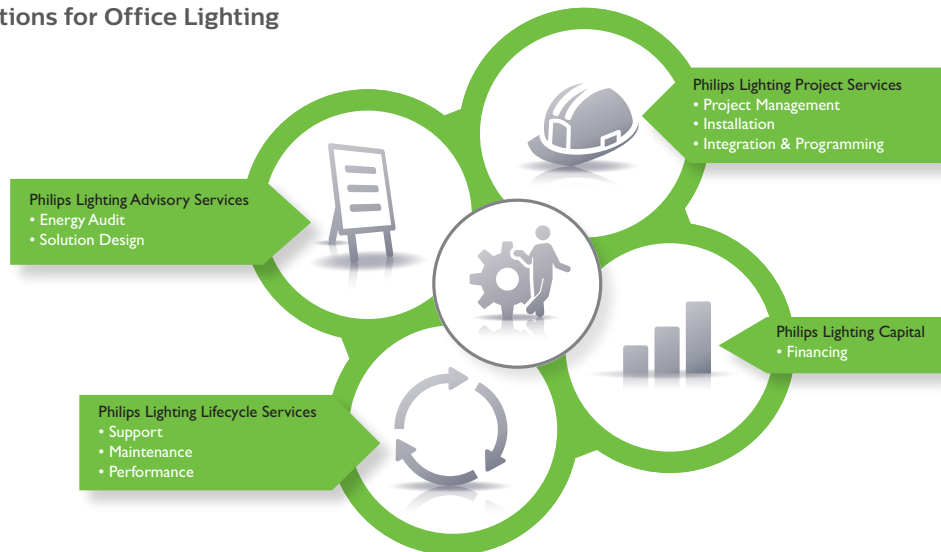 tions for Office Lighting
Philips Lighting Project Services
• Project Management
• Installation
• Integration & Programming
Philips Lighting Advisory Services
• Energy Audit
• Solution Design
Philips Lighting Capital
• Financing
Philips Lighting Lifecycle Services
• Support
• Maintenance
• Performance